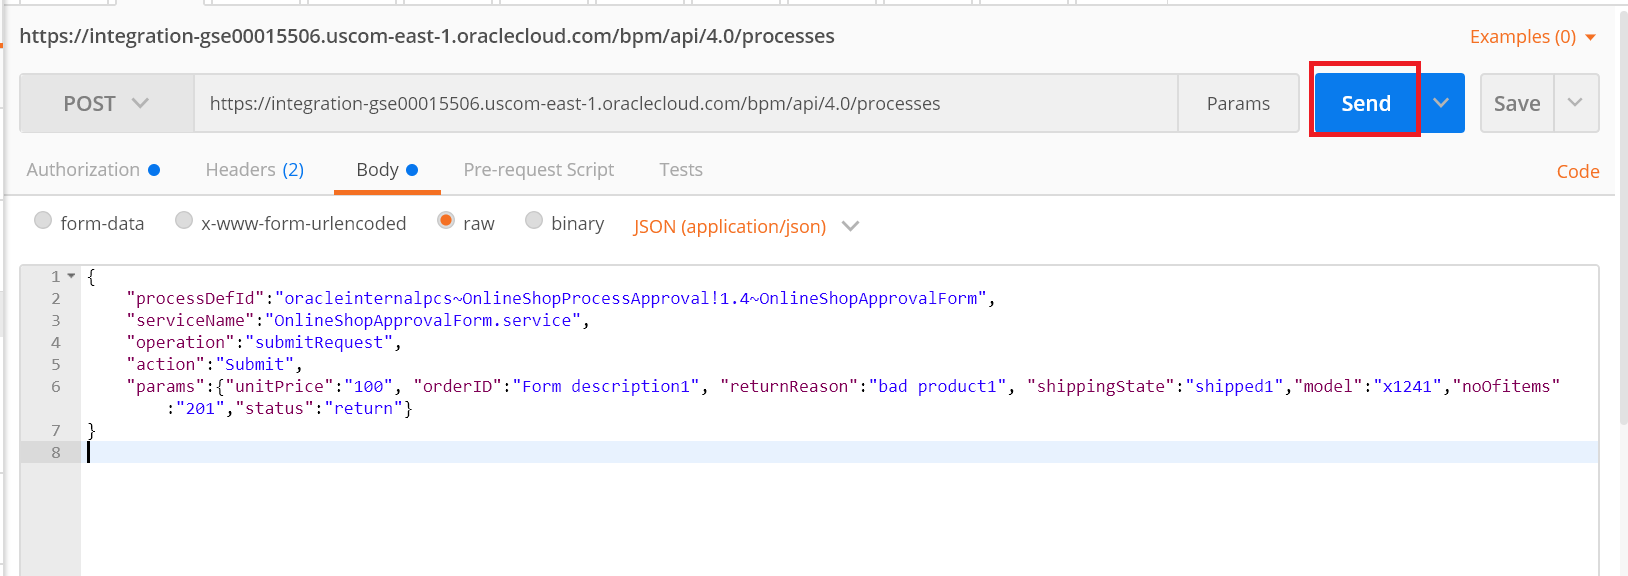 https://integration-gse00015506.uscom-east-1.oraclecloud.com/bpm/api/4.0/processes
Examples (0)
POST
https://integration-gse00015506.uscom-east-1.oraclecloud.com/bpm/api/4.0/processes
Params
Send
Save
Authorization
Headers (2)
Body
Pre-request Script
Tests
Code
form-data
x-www-form-urlencoded
raw
binary
JSON (application/json)
1 {
2 "processDefId":"oracleinternalpcs~OnlineShopProcessApproval!1.4~OnlineShopApprovalForm",
3 "serviceName":"OnlineShopApprovalForm.service",
4 "operation":"submitRequest",
5 "action":"Submit",
6 "params":{"unitPrice":"100", "orderID":"Form description1", "returnReason":"bad product1", "shippingState":"shipped1","model":"x1241","noOfitems"
:"201","status":"return"}
7 }
8